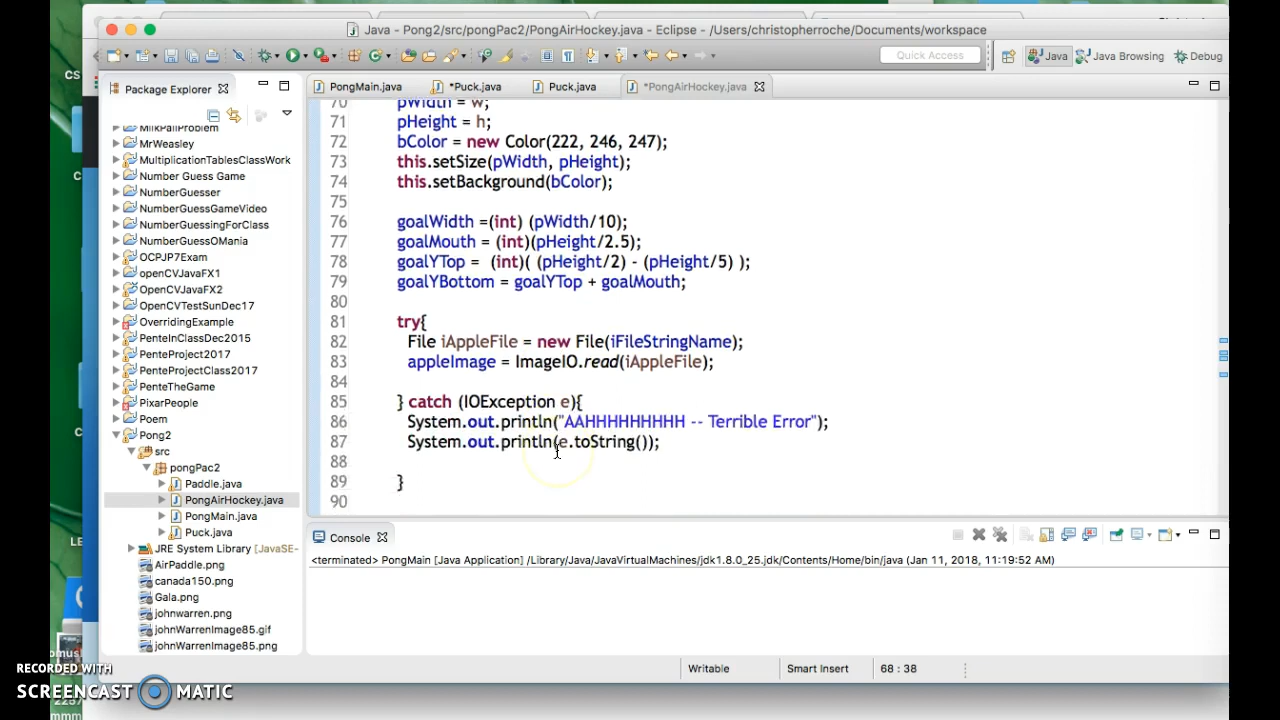 Java - Pong2/src/pongPac2/PongAirHockey.java - Eclipse - /Users/christopherroche/Documents/workspace
CS
Quick Access
Java
Java Browsing
Debug
Package Explorer
PongMain.java
*Puck.java
Puck.java
*PongAirHockey.java
MilkPailProblem
MrWeasley
MultiplicationTablesClassWork
Number Guess Game
NumberGuesser
NumberGuessGameVideo
NumberGuessingForClass
NumberGuessOMania
OCPJP7Exam
openCVJavaFX1
OpenCVJavaFX2
OpenCVTestSunDec17
OverridingExample
PenteInClassDec2015
PenteProject2017
PenteProjectClass2017
PenteTheGame
PixarPeople
Poem
Pong2
src
pongPac2
Paddle.java
PongAirHockey.java
PongMain.java
Puck.java
JRE System Library [JavaSE-
AirPaddle.png
canada150.png
Gala.png
johnwarren.png
johnWarrenImage85.gif
johnWarrenImage85.png
70 pWidth = w;
71 pHeight = h;
72 bColor = new Color(222, 246, 247);
73 this.setSize(pWidth, pHeight);
74 this.setBackground(bColor);
75
76 goalWidth =(int) (pWidth/10);
77 goalMouth = (int)(pHeight/2.5);
78 goalYTop =  (int)( (pHeight/2) - (pHeight/5) );
79 goalYBottom = goalYTop + goalMouth;
80
81 try{
82 File iAppleFile = new File(iFileStringName);
83 appleImage = ImageIO.read(iAppleFile);
84
85 } catch (IOException e){
86 System.out.println("AAHHHHHHHHH -- Terrible Error");
87 System.out.println(e.toString());
88
89 }
90
Console
<terminated> PongMain [Java Application] /Library/Java/JavaVirtualMachines/jdk1.8.0_25.jdk/Contents/Home/bin/java (Jan 11, 2018, 11:19:52 AM)
Writable
Smart Insert
68 : 38
RECORDED WITH
SCREENCAST MATIC